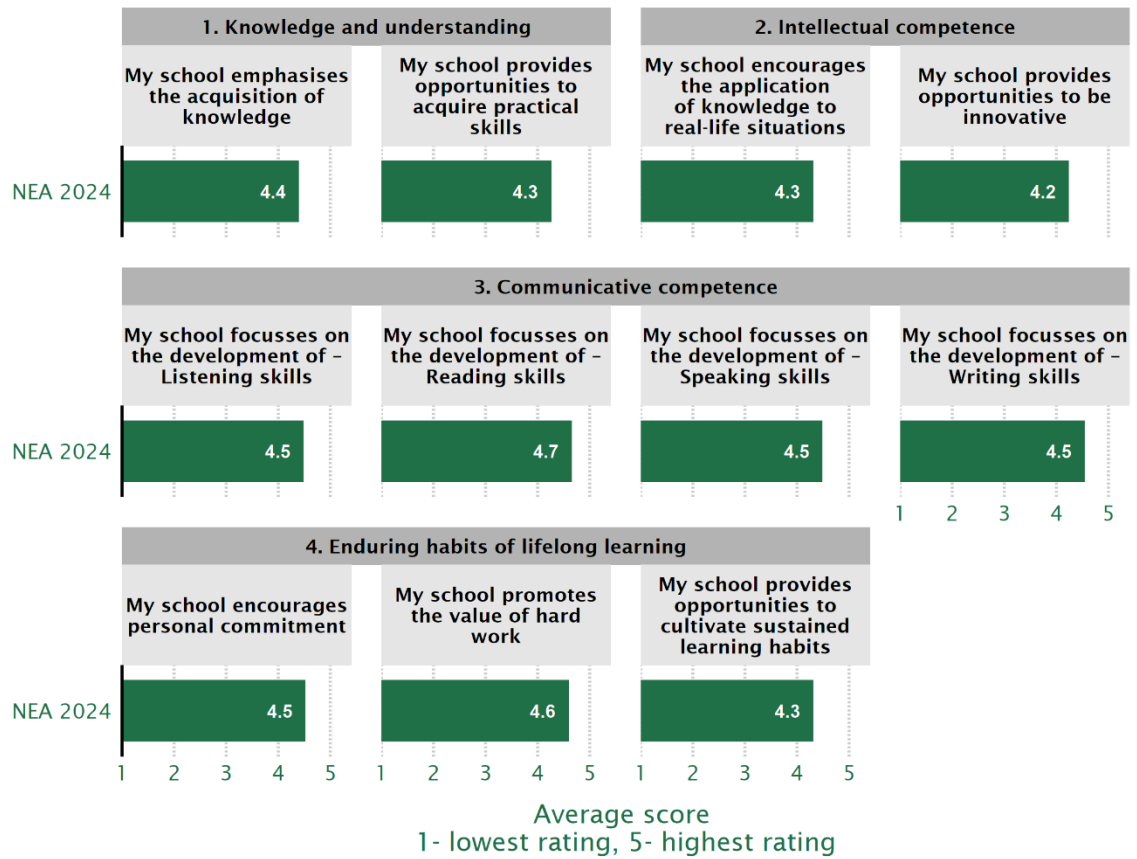 1. Knowledge and understanding
2. Intellectual competence
My school emphasises
the acquisition of
knowledge
My school provides
opportunities to
acquire practical
skills
My school encourages
the application
of knowledge to
real-life situations
My school provides
opportunities to be
innovative
NEA 2024
4.4
4.3
4.3
4.2
3. Communicative competence
My school focusses on
the development of –
Listening skills
My school focusses on
the development of –
Reading skills
My school focusses on
the development of –
Speaking skills
My school focusses on
the development of –
Writing skills
NEA 2024
4.5
4.7
4.5
4.5
1 2 3 4 5
4. Enduring habits of lifelong learning
My school encourages
personal commitment
My school promotes
the value of hard
work
My school provides
opportunities to
cultivate sustained
learning habits
NEA 2024
4.5
4.6
4.3
1 2 3 4 5
1 2 3 4 5
1 2 3 4 5
Average score
1- lowest rating, 5- highest rating